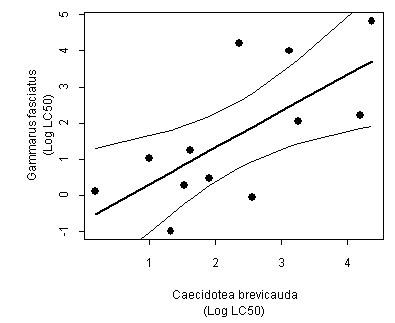 5
4
3
2
1
0
-1
Gammarus fasciatus
(Log LC50)
1 2 3 4
Caecidotea brevicauda
(Log LC50)